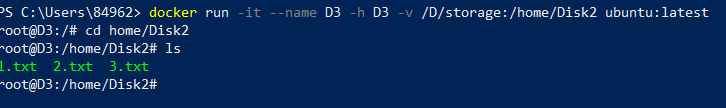 PS C:\Users\84962> docker run -it --name D3 -h D3 -v /D/storage:/home/Disk2 ubuntu:latest
root@D3:/# cd home/Disk2
root@D3:/home/Disk2# ls
1.txt  2.txt  3.txt
root@D3:/home/Disk2#